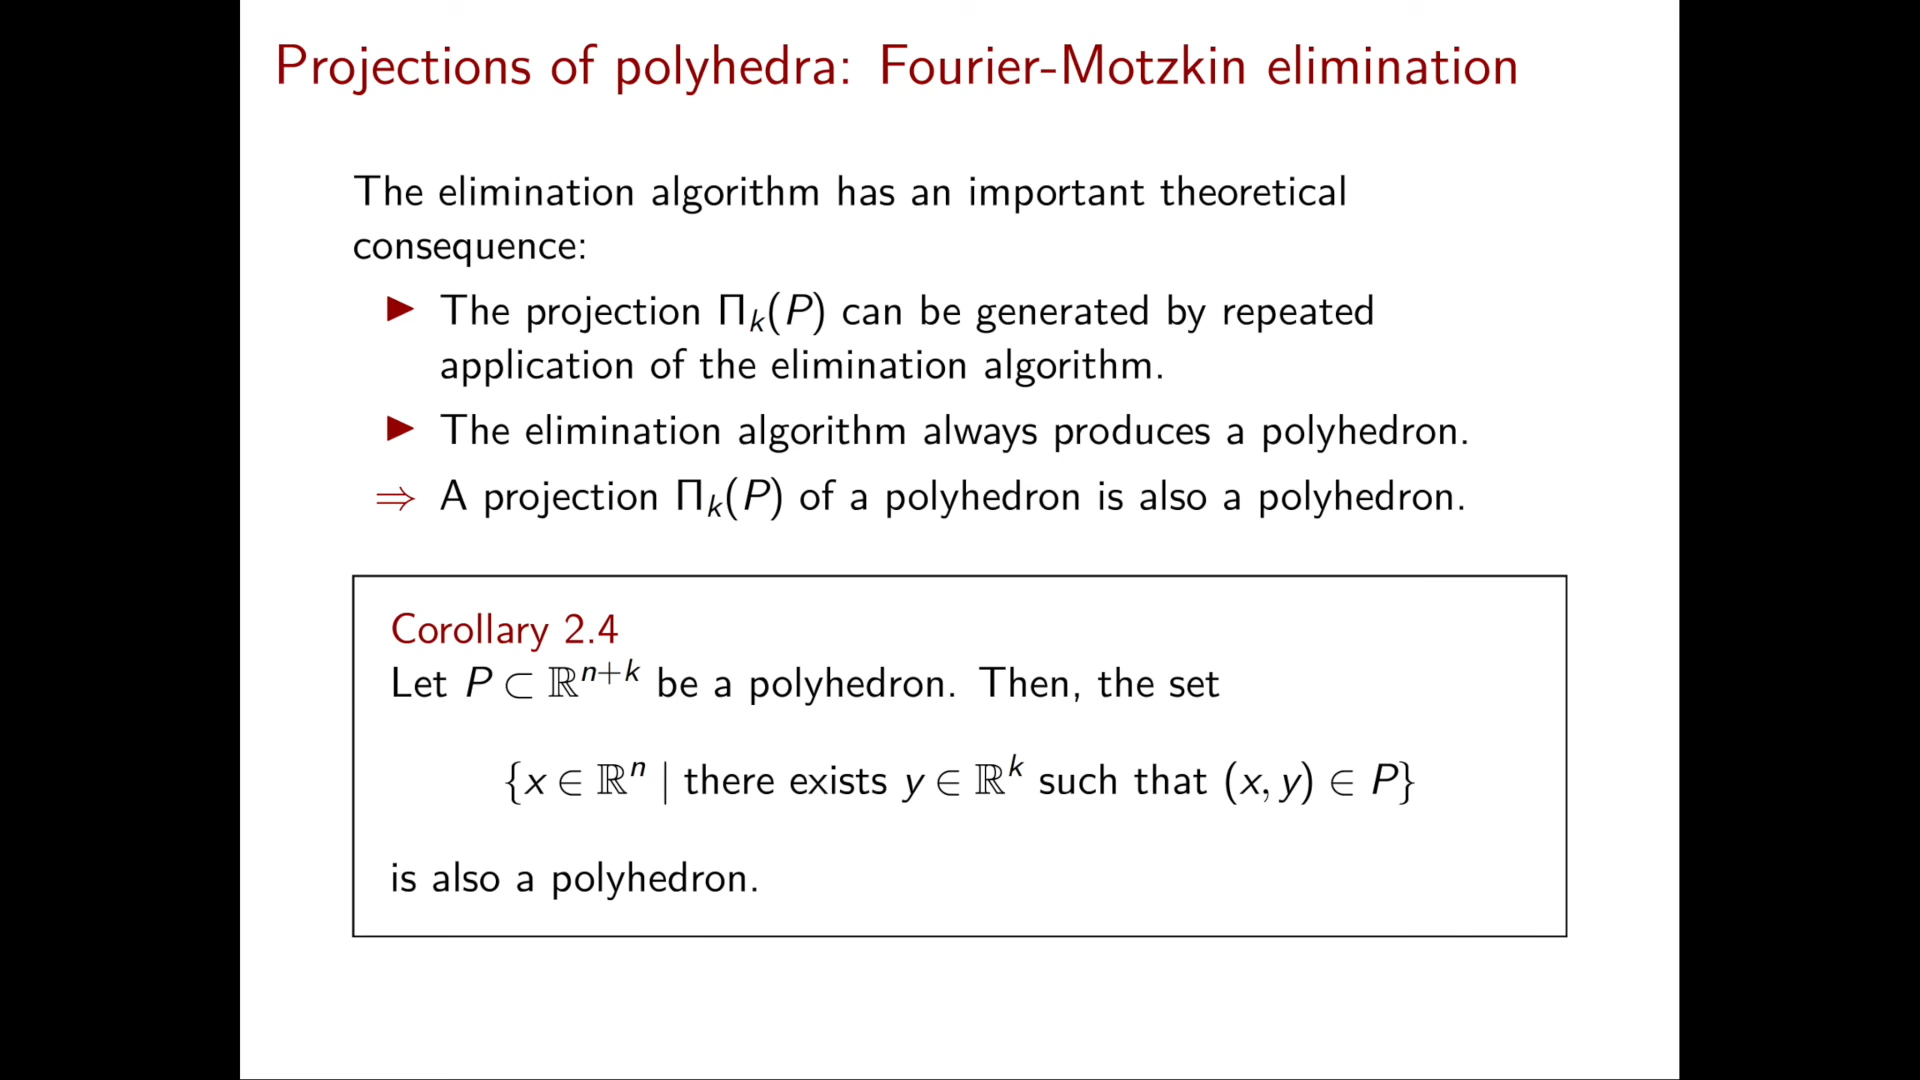 Projections of polyhedra: Fourier-Motzkin elimination
The elimination algorithm has an important theoretical
consequence:
▶ The projection Πₖ(P) can be generated by repeated
application of the elimination algorithm.
▶ The elimination algorithm always produces a polyhedron.
⇒ A projection Πₖ(P) of a polyhedron is also a polyhedron.
Corollary 2.4
Let P ⊂ ℝⁿ⁺ᵏ be a polyhedron. Then, the set
{x ∈ ℝⁿ | there exists y ∈ ℝᵏ such that (x, y) ∈ P}
is also a polyhedron.